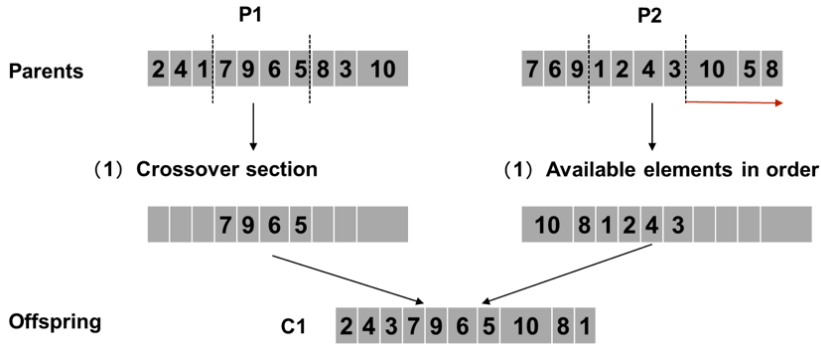 P1 P2
Parents 2 4 1 7 9 6 5 8 3 10 7 6 9 1 2 4 3 10 5 8
（1）Crossover section （1）Available elements in order
7 9 6 5 10 8 1 2 4 3
Offspring C1 2 4 3 7 9 6 5 10 8 1